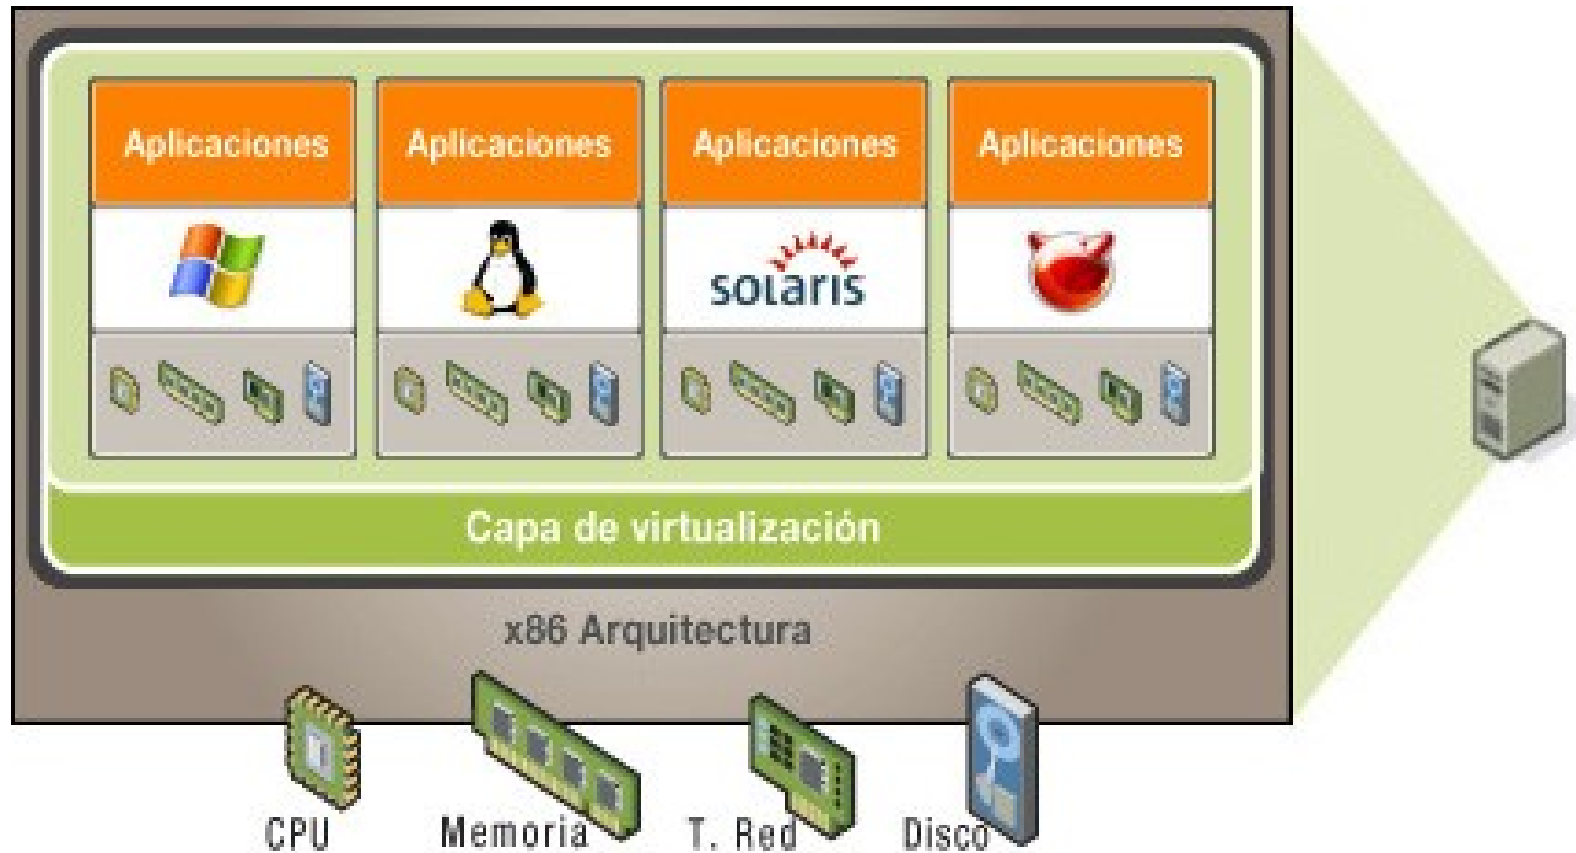 Aplicaciones Aplicaciones Aplicaciones Aplicaciones
solaris
Capa de virtualización
x86 Arquitectura
CPU Memoria T. Red Disco